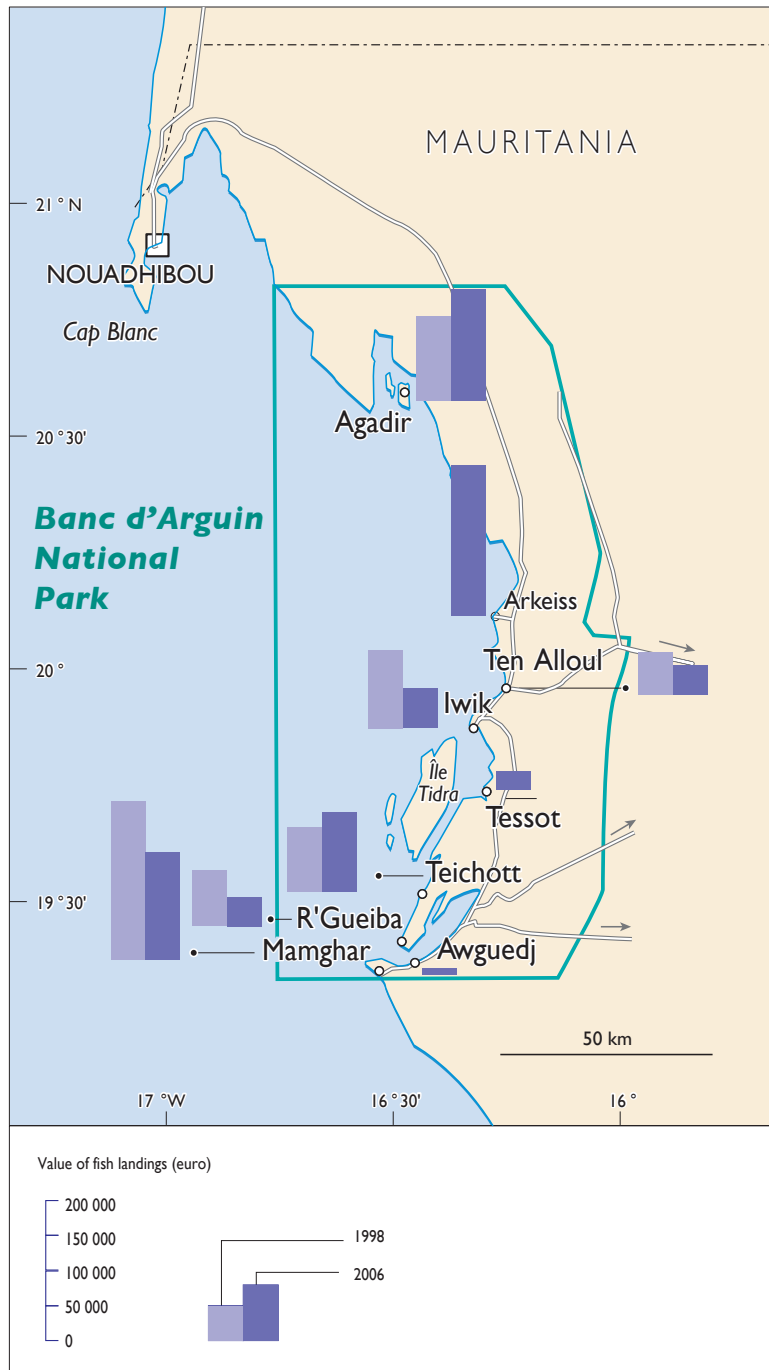 MAURITANIA
21 ° N
NOUADHIBOU
Cap Blanc
Agadir
20 ° 30'
Banc d'Arguin
National
Park
Arkeiss
20 °
Ten Alloul
Iwik
Île
Tidra
Tessot
Teichott
19 ° 30'
R'Gueiba
Mamghar
Awguedj
50 km
17 °W
16 ° 30'
16 °
Value of fish landings (euro)
200 000
150 000
100 000
50 000
0
1998
2006